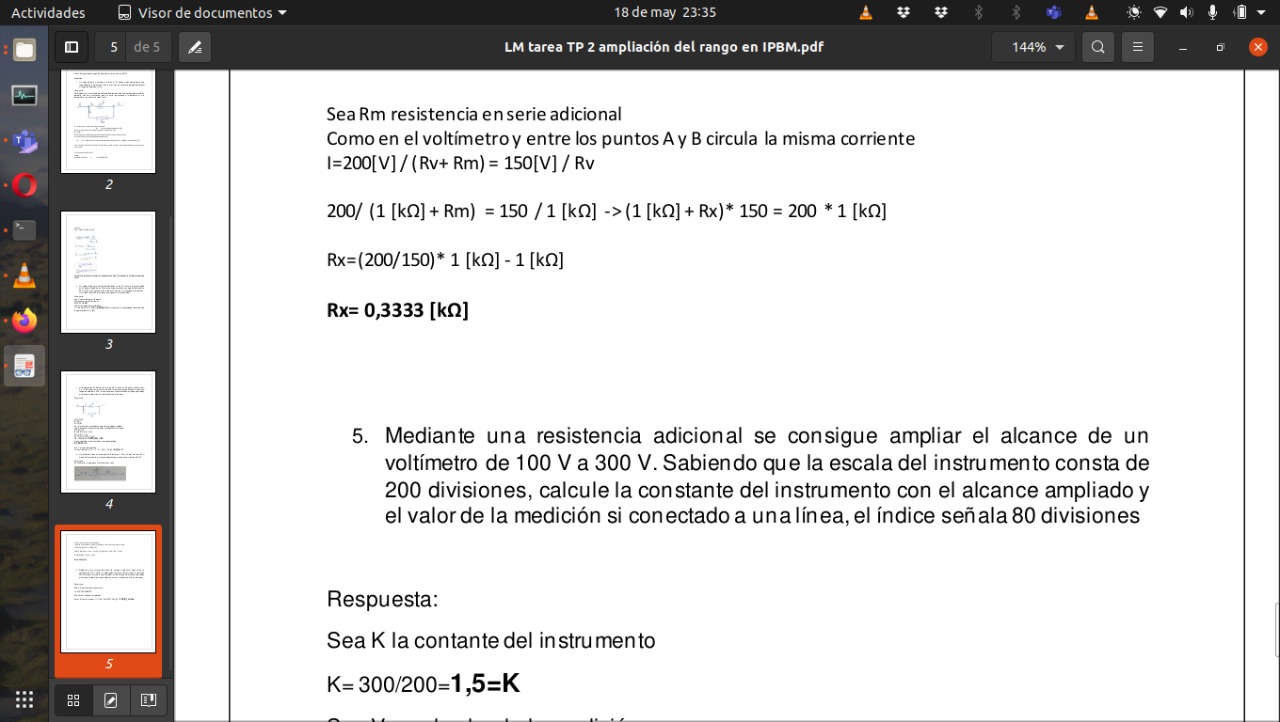 Actividades
Visor de documentos
18 de may 23:35
5 de 5
LM tarea TP 2 ampliación del rango en IPBM.pdf
144%
2
3
4
5
Sea Rm resistencia en serie adicional
Como en el voltímetro y entre los puntos A y B circula la misma corriente
I=200[V] / (Rv+ Rm) = 150[V] / Rv
200/ (1 [kΩ] + Rm) = 150 / 1 [kΩ] -> (1 [kΩ] + Rx)* 150 = 200 * 1 [kΩ]
Rx=(200/150)* 1 [kΩ] - 1 [kΩ]
Rx= 0,3333 [kΩ]
5. Mediante una resistencia adicional se consigue ampliar el alcance de un
voltímetro de 100 V a 300 V. Sabiendo que la escala del instrumento consta de
200 divisiones, calcule la constante del instrumento con el alcance ampliado y
el valor de la medición si conectado a una línea, el índice señala 80 divisiones
Respuesta:
Sea K la contante del instrumento
K= 300/200=1,5=K